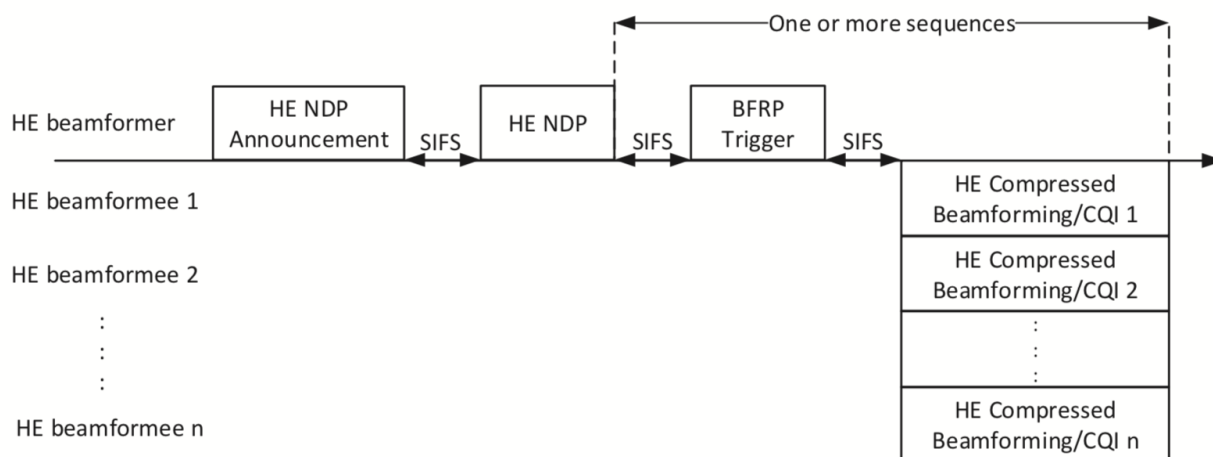 One or more sequences
HE beamformer
HE NDP
Announcement
SIFS
HE NDP
SIFS
BFRP
Trigger
SIFS
HE beamformee 1
HE Compressed
Beamforming/CQI 1
HE beamformee 2
HE Compressed
Beamforming/CQI 2
:
:
:
:
:
:
HE beamformee n
HE Compressed
Beamforming/CQI n